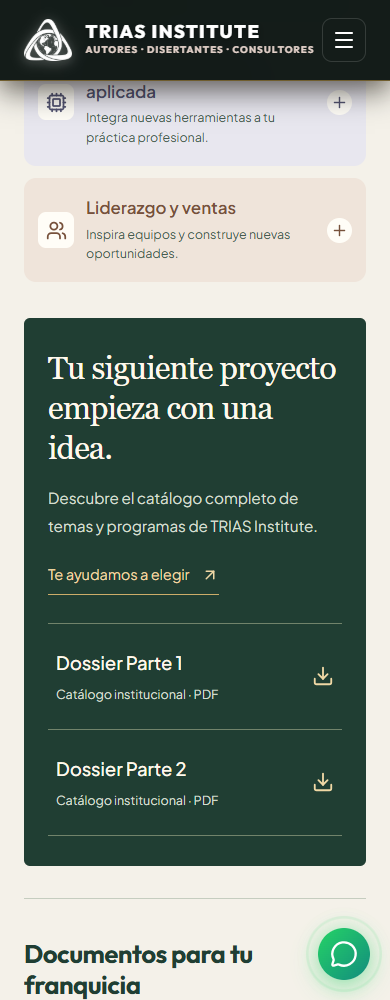 TRIAS INSTITUTE
AUTORES · DISERTANTES · CONSULTORES
aplicada
Integra nuevas herramientas a tu
práctica profesional.
Liderazgo y ventas
Inspira equipos y construye nuevas
oportunidades.
Tu siguiente proyecto
empieza con una
idea.
Descubre el catálogo completo de
temas y programas de TRIAS Institute.
Te ayudamos a elegir
Dossier Parte 1
Catálogo institucional · PDF
Dossier Parte 2
Catálogo institucional · PDF
Documentos para tu
franquicia